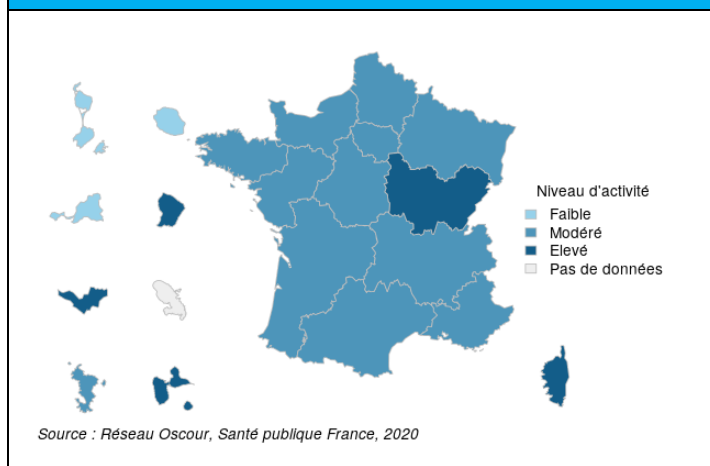 Niveau d'activité
Faible
Modéré
Elevé
Pas de données
Source : Réseau Oscour, Santé publique France, 2020